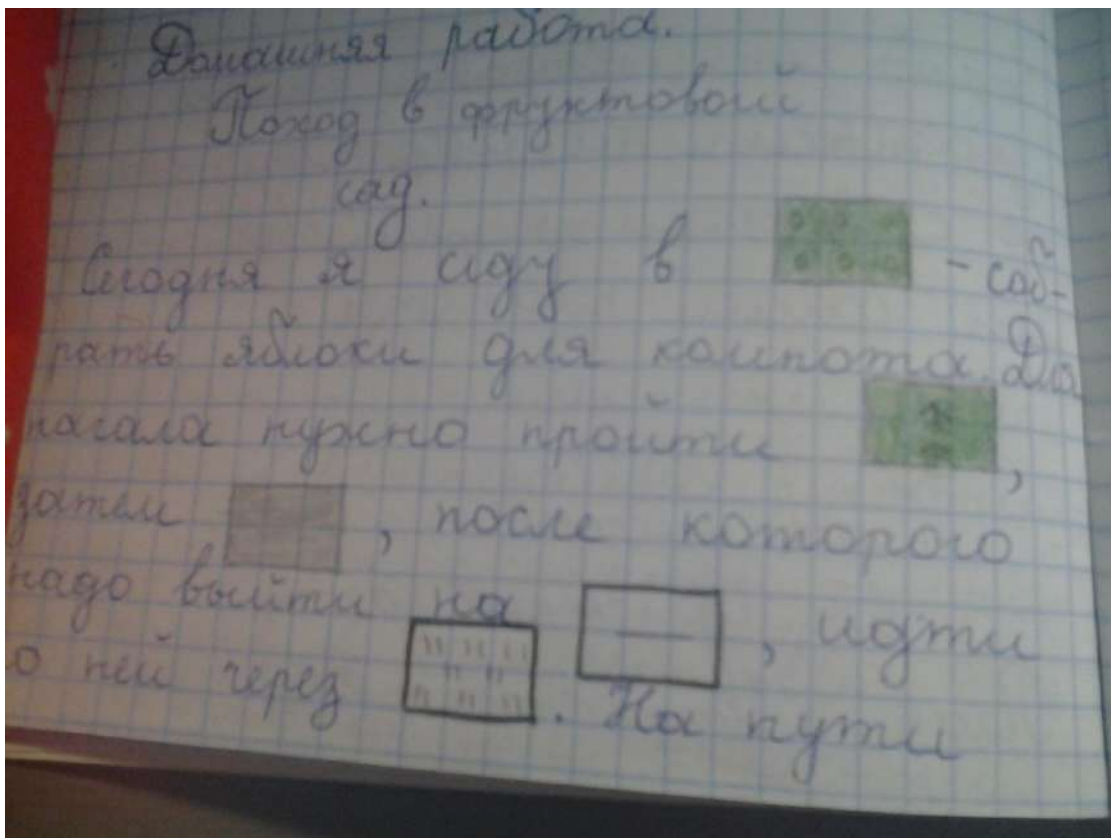 Домашняя работа.
Поход в фруктовый
сад.
Сегодня я иду в - соб-
рать яблоки для компота. Для
начала нужно пройти ,
затем , после которого
надо выйти на , идти
о ней через . На пути